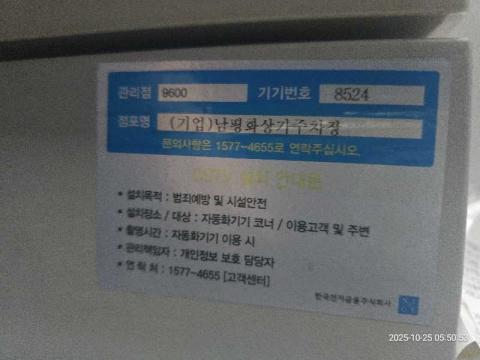 관리점 9600 기기번호 8524
점포명 (기업)남평화상가주차장
문의사항은 1577-4655로 연락주십시오.
CCTV 설치 안내문
* 설치목적 : 범죄예방 및 시설안전
* 설치장소 / 대상 : 자동화기기 코너 / 이용고객 및 주변
* 촬영시간 : 자동화기기 이용 시
* 관리책임자 : 개인정보 보호 담당자
* 연 락 처 : 1577-4655 [고객센터]
한국전자금융주식회사
2025-10-25 05:50:53